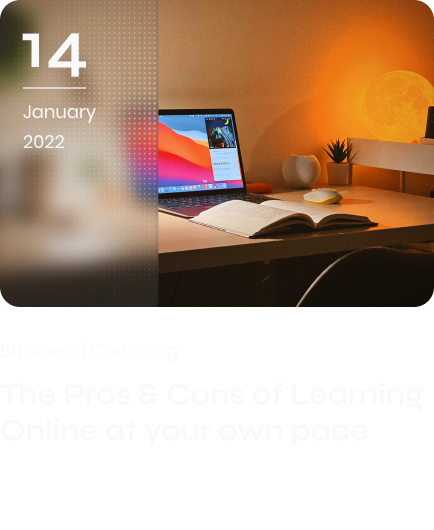 14
January
2022
Business | Coaching
The Pros & Cons of Learning
Online at your own pace